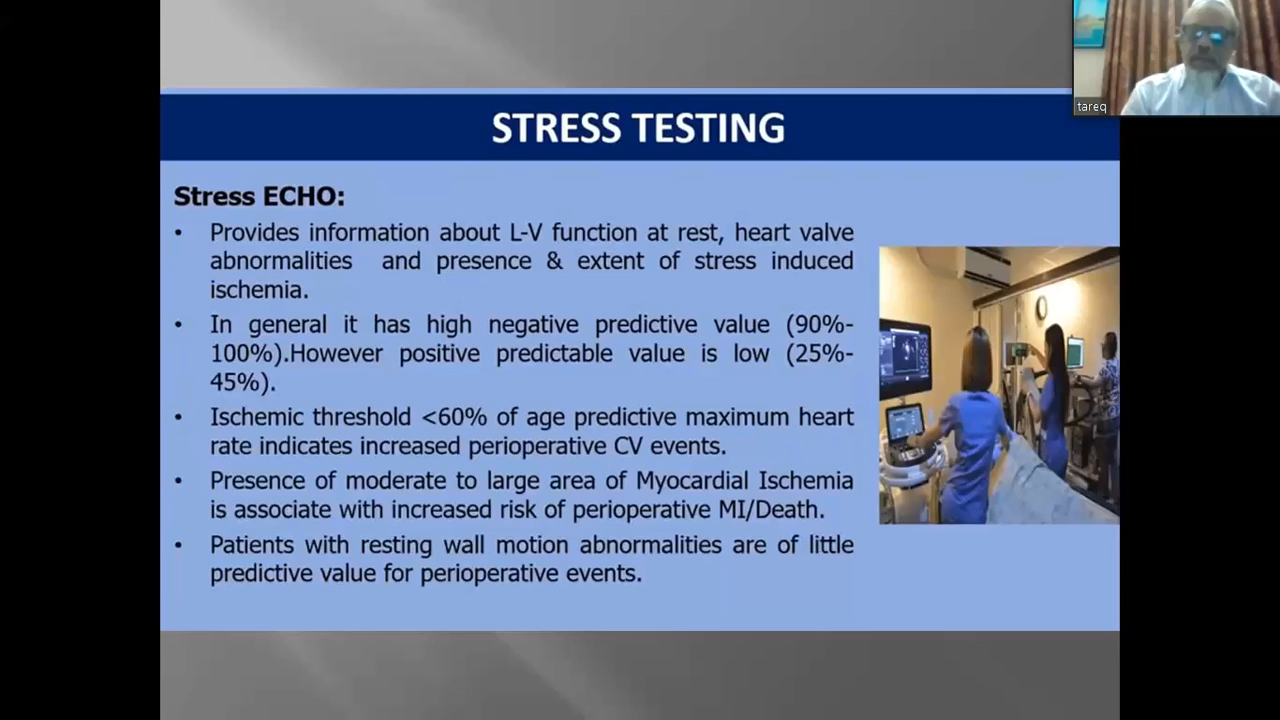 STRESS TESTING
Stress ECHO:
• Provides information about L-V function at rest, heart valve
abnormalities and presence & extent of stress induced
ischemia.
• In general it has high negative predictive value (90%-
100%).However positive predictable value is low (25%-
45%).
• Ischemic threshold <60% of age predictive maximum heart
rate indicates increased perioperative CV events.
• Presence of moderate to large area of Myocardial Ischemia
is associate with increased risk of perioperative MI/Death.
• Patients with resting wall motion abnormalities are of little
predictive value for perioperative events.
tareq